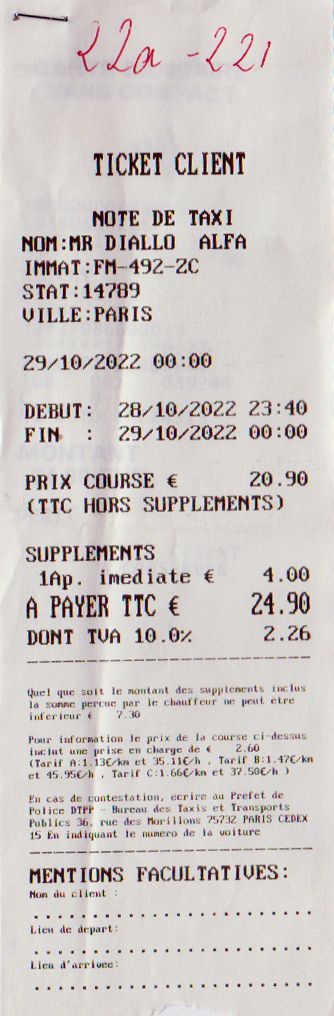 22a - 221
TICKET CLIENT
NOTE DE TAXI
NOM:MR DIALLO ALFA
IMMAT:FM-492-ZC
STAT:14789
VILLE:PARIS
29/10/2022 00:00
DEBUT: 28/10/2022 23:40
FIN : 29/10/2022 00:00
PRIX COURSE € 20.90
(TTC HORS SUPPLEMENTS)
SUPPLEMENTS
1Ap. imediate € 4.00
A PAYER TTC € 24.90
DONT TVA 10.0% 2.26
Quel que soit le montant des supplements inclus
la somme percue par le chauffeur ne peut etre
inferieur € 7.30
Pour information le prix de la course ci-dessus
inclut une prise en charge de € 2.60
(Tarif A:1.13€/km et 35.11€/h , Tarif B:1.47€/km
et 45.95€/h , Tarif C:1.66€/km et 37.50€/h )
En cas de contestation, ecrire au Prefet de
Police DTPP - Bureau des Taxis et Transports
Publics 36, rue des Morillons 75732 PARIS CEDEX
15 En indiquant le numero de la voiture
MENTIONS FACULTATIVES:
Nom du client :
Lieu de depart:
Lieu d'arrivee: